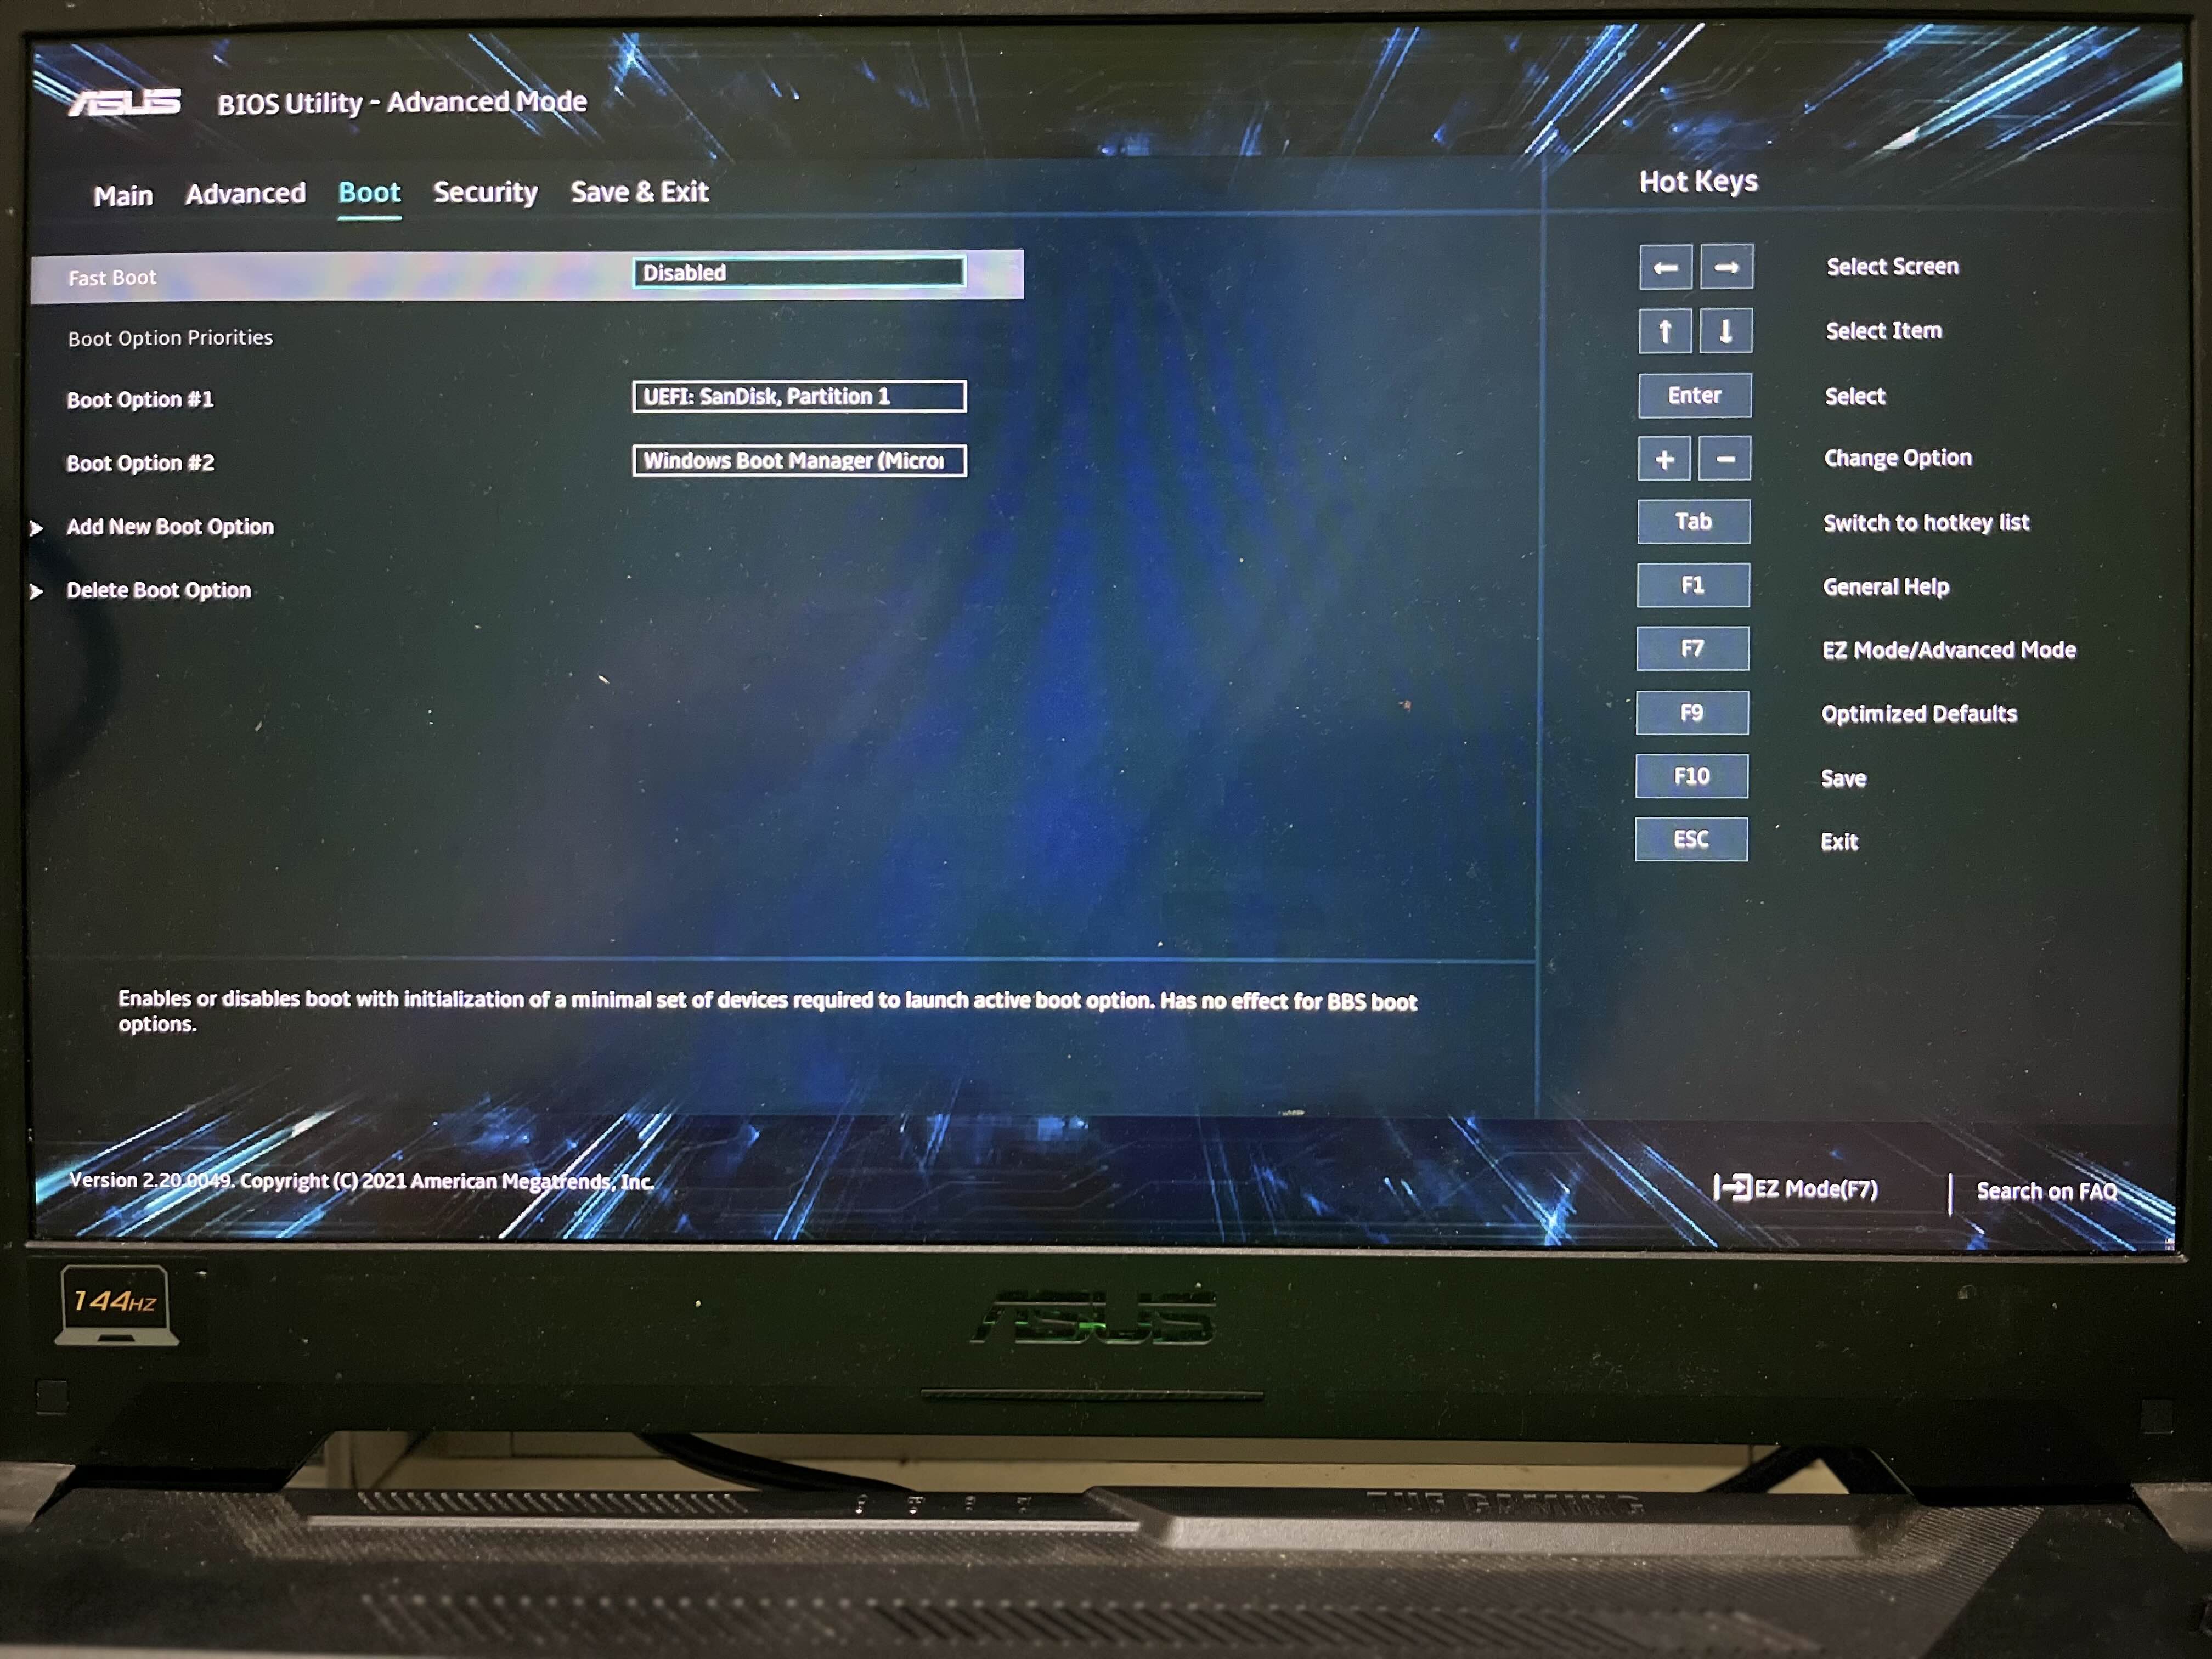 ASUS BIOS Utility - Advanced Mode
Main Advanced Boot Security Save & Exit
Fast Boot Disabled
Boot Option Priorities
Boot Option #1 UEFI: SanDisk, Partition 1
Boot Option #2 Windows Boot Manager (Micro
Add New Boot Option
Delete Boot Option
Enables or disables boot with initialization of a minimal set of devices required to launch active boot option. Has no effect for BBS boot
options.
Hot Keys
← → Select Screen
↑ ↓ Select Item
Enter Select
+ − Change Option
Tab Switch to hotkey list
F1 General Help
F7 EZ Mode/Advanced Mode
F9 Optimized Defaults
F10 Save
ESC Exit
Version 2.20.0049. Copyright (C) 2021 American Megatrends, Inc.
EZ Mode(F7) | Search on FAQ
144HZ
ASUS
TUF GAMING